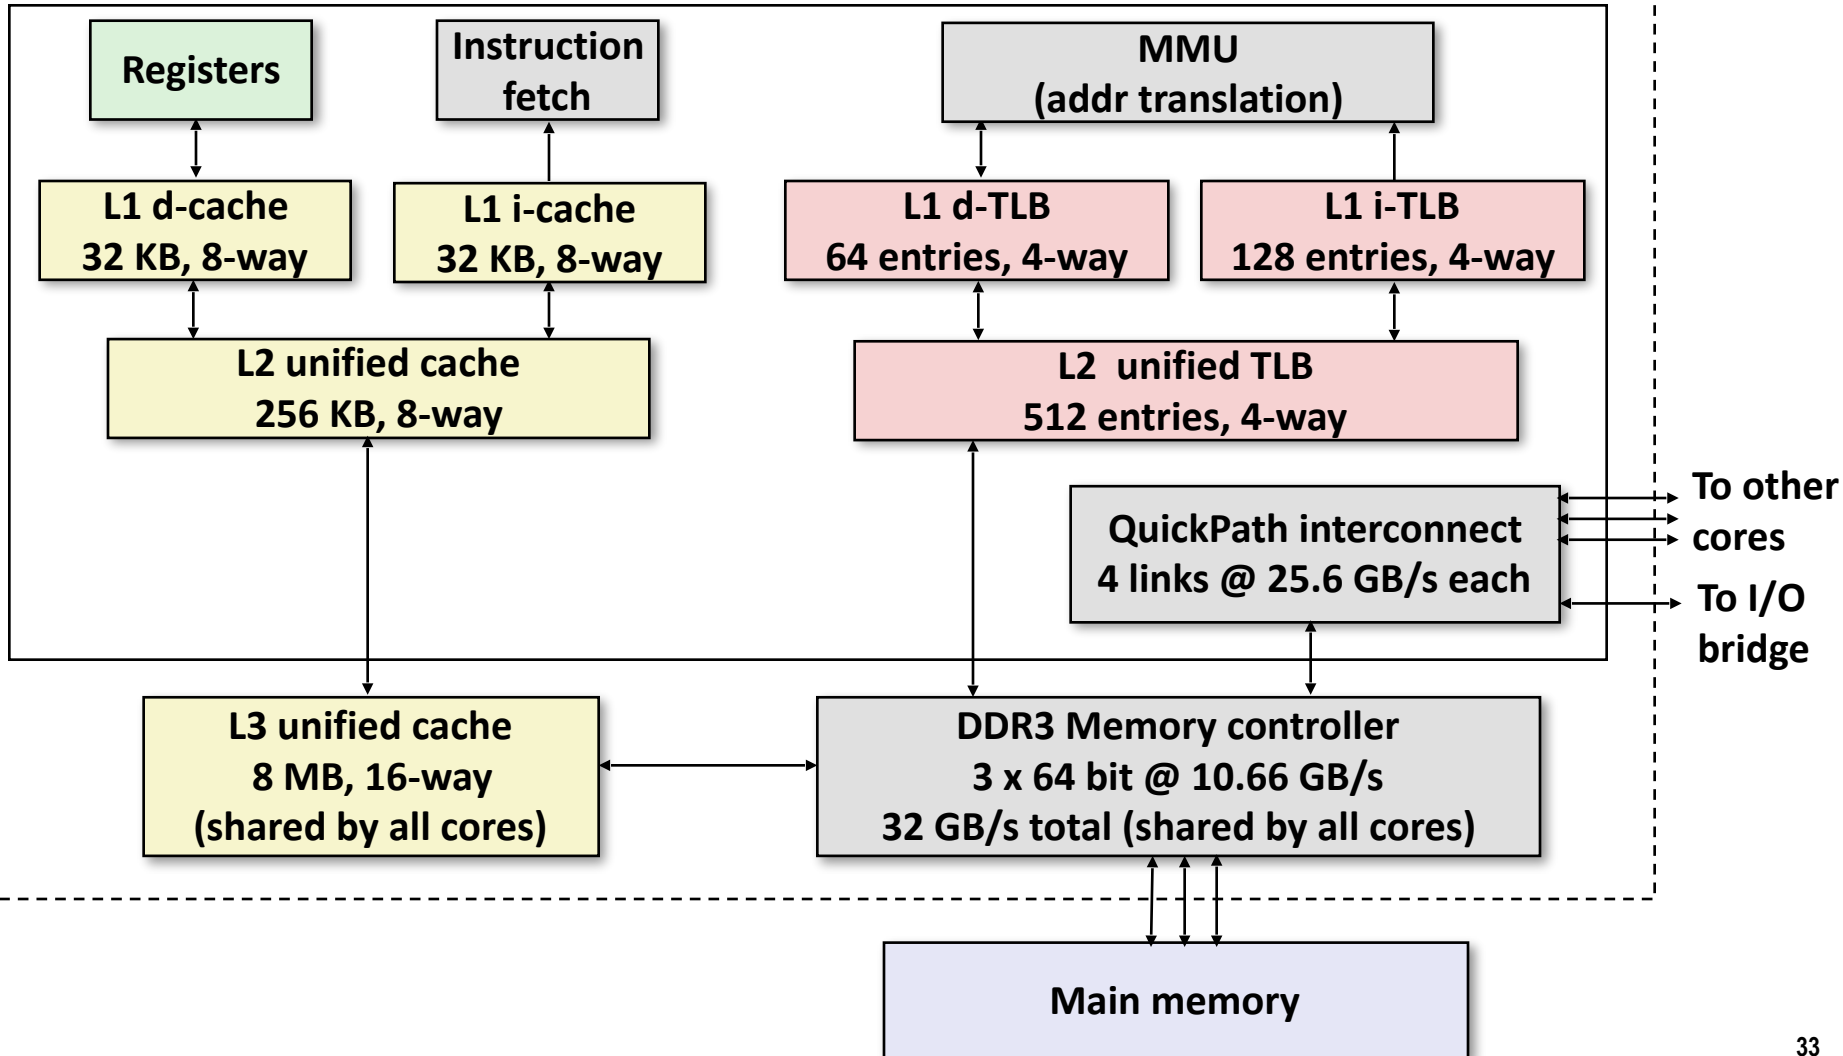 Registers
Instruction
fetch
MMU
(addr translation)
L1 d-cache
32 KB, 8-way
L1 i-cache
32 KB, 8-way
L1 d-TLB
64 entries, 4-way
L1 i-TLB
128 entries, 4-way
L2 unified cache
256 KB, 8-way
L2  unified TLB
512 entries, 4-way
QuickPath interconnect
4 links @ 25.6 GB/s each
To other
cores
To I/O
bridge
L3 unified cache
8 MB, 16-way
(shared by all cores)
DDR3 Memory controller
3 x 64 bit @ 10.66 GB/s
32 GB/s total (shared by all cores)
Main memory
33